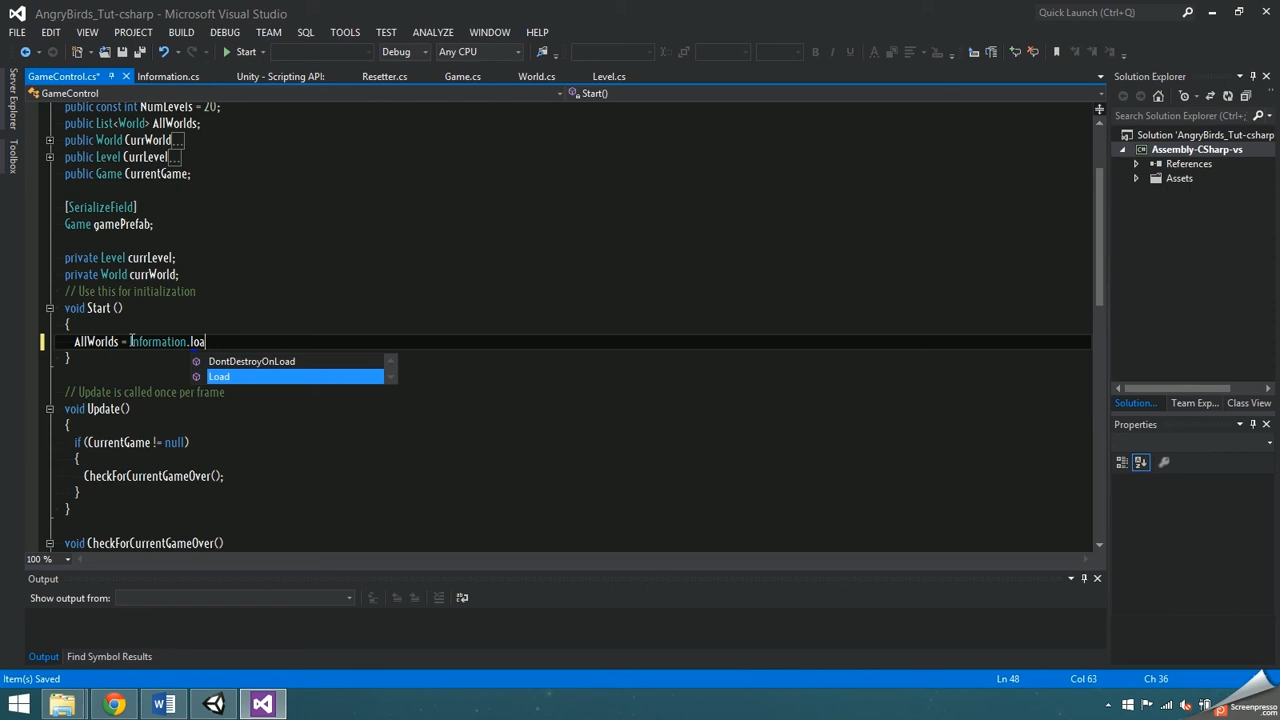 AngryBirds_Tut-csharp - Microsoft Visual Studio
Quick Launch (Ctrl+Q)
FILE EDIT VIEW PROJECT BUILD DEBUG TEAM SQL TOOLS TEST ANALYZE WINDOW HELP
Start Debug Any CPU
GameControl.cs* Information.cs Unity - Scripting API: Resetter.cs Game.cs World.cs Level.cs
GameControl Start()
Server Explorer
Toolbox
public const int NumLevels = 20;
public List<World> AllWorlds;
public World CurrWorld...
public Level CurrLevel...
public Game CurrentGame;
[SerializeField]
Game gamePrefab;
private Level currLevel;
private World currWorld;
// Use this for initialization
void Start ()
{
AllWorlds = Information.loa
}
DontDestroyOnLoad
Load
// Update is called once per frame
void Update()
{
if (CurrentGame != null)
{
CheckForCurrentGameOver();
}
}
void CheckForCurrentGameOver()
100 %
Output
Show output from:
Output Find Symbol Results
Solution Explorer
Search Solution Explorer (Ctrl+;
Solution 'AngryBirds_Tut-csharp
Assembly-CSharp-vs
References
Assets
Solution... Team Exp... Class View
Properties
Item(s) Saved Ln 48 Col 63 Ch 36
Screenpresso
.com